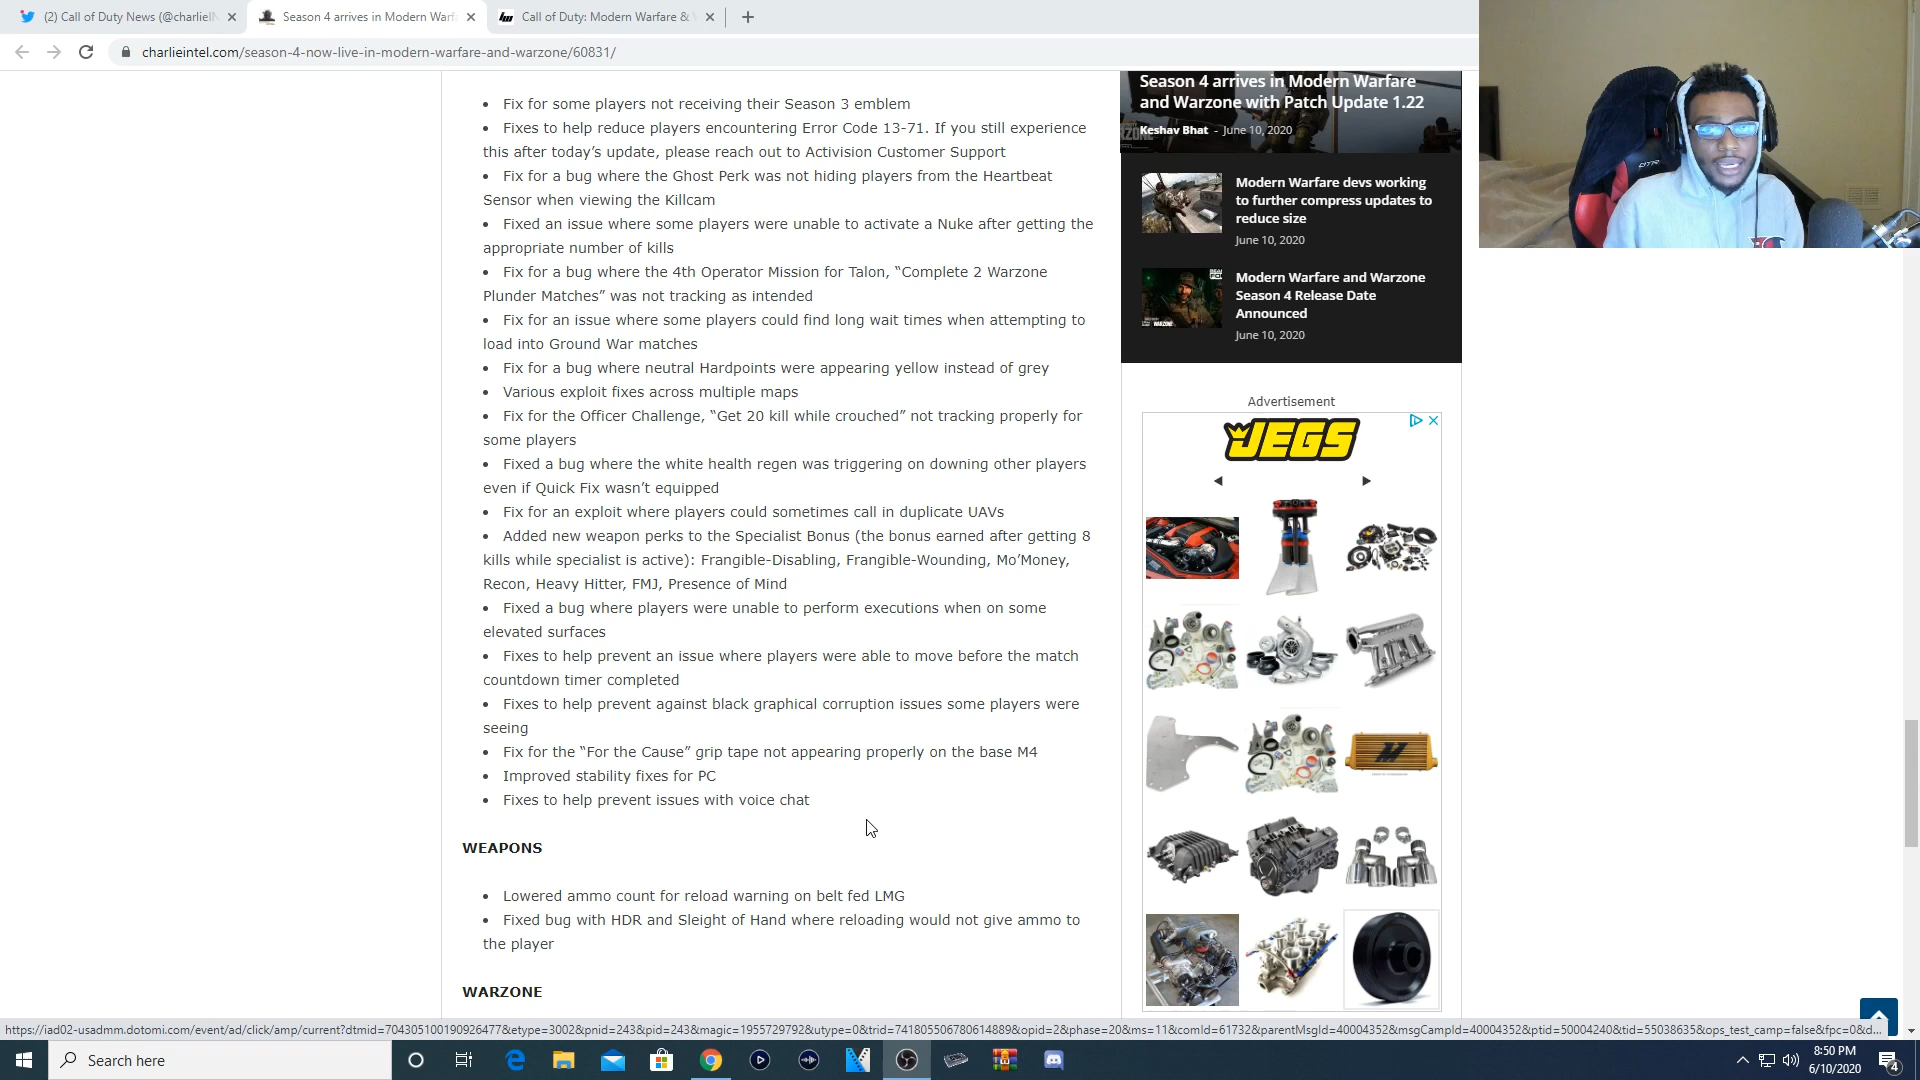 (2) Call of Duty News (@charlieIN
Season 4 arrives in Modern Warfa
Call of Duty: Modern Warfare & W
charlieintel.com/season-4-now-live-in-modern-warfare-and-warzone/60831/
• Fix for some players not receiving their Season 3 emblem
• Fixes to help reduce players encountering Error Code 13-71. If you still experience
this after today’s update, please reach out to Activision Customer Support
• Fix for a bug where the Ghost Perk was not hiding players from the Heartbeat
Sensor when viewing the Killcam
• Fixed an issue where some players were unable to activate a Nuke after getting the
appropriate number of kills
• Fix for a bug where the 4th Operator Mission for Talon, “Complete 2 Warzone
Plunder Matches” was not tracking as intended
• Fix for an issue where some players could find long wait times when attempting to
load into Ground War matches
• Fix for a bug where neutral Hardpoints were appearing yellow instead of grey
• Various exploit fixes across multiple maps
• Fix for the Officer Challenge, “Get 20 kill while crouched” not tracking properly for
some players
• Fixed a bug where the white health regen was triggering on downing other players
even if Quick Fix wasn’t equipped
• Fix for an exploit where players could sometimes call in duplicate UAVs
• Added new weapon perks to the Specialist Bonus (the bonus earned after getting 8
kills while specialist is active): Frangible-Disabling, Frangible-Wounding, Mo’Money,
Recon, Heavy Hitter, FMJ, Presence of Mind
• Fixed a bug where players were unable to perform executions when on some
elevated surfaces
• Fixes to help prevent an issue where players were able to move before the match
countdown timer completed
• Fixes to help prevent against black graphical corruption issues some players were
seeing
• Fix for the “For the Cause” grip tape not appearing properly on the base M4
• Improved stability fixes for PC
• Fixes to help prevent issues with voice chat
WEAPONS
• Lowered ammo count for reload warning on belt fed LMG
• Fixed bug with HDR and Sleight of Hand where reloading would not give ammo to
the player
WARZONE
Season 4 arrives in Modern Warfare
and Warzone with Patch Update 1.22
Keshav Bhat - June 10, 2020
Modern Warfare devs working
to further compress updates to
reduce size
June 10, 2020
Modern Warfare and Warzone
Season 4 Release Date
Announced
June 10, 2020
Advertisement
JEGS
https://iad02-usadmm.dotomi.com/event/ad/click/amp/current?dtmid=704305100190926477&etype=3002&pnid=243&pid=243&magic=1955729792&utype=0&trid=741805506780614889&opid=2&phase=20&ms=11&comId=61732&parentMsgId=40004352&msgCampId=40004352&ptid=50004240&tid=55038635&ops_test_camp=false&fpc=0&d...
Search here
8:50 PM
6/10/2020
4